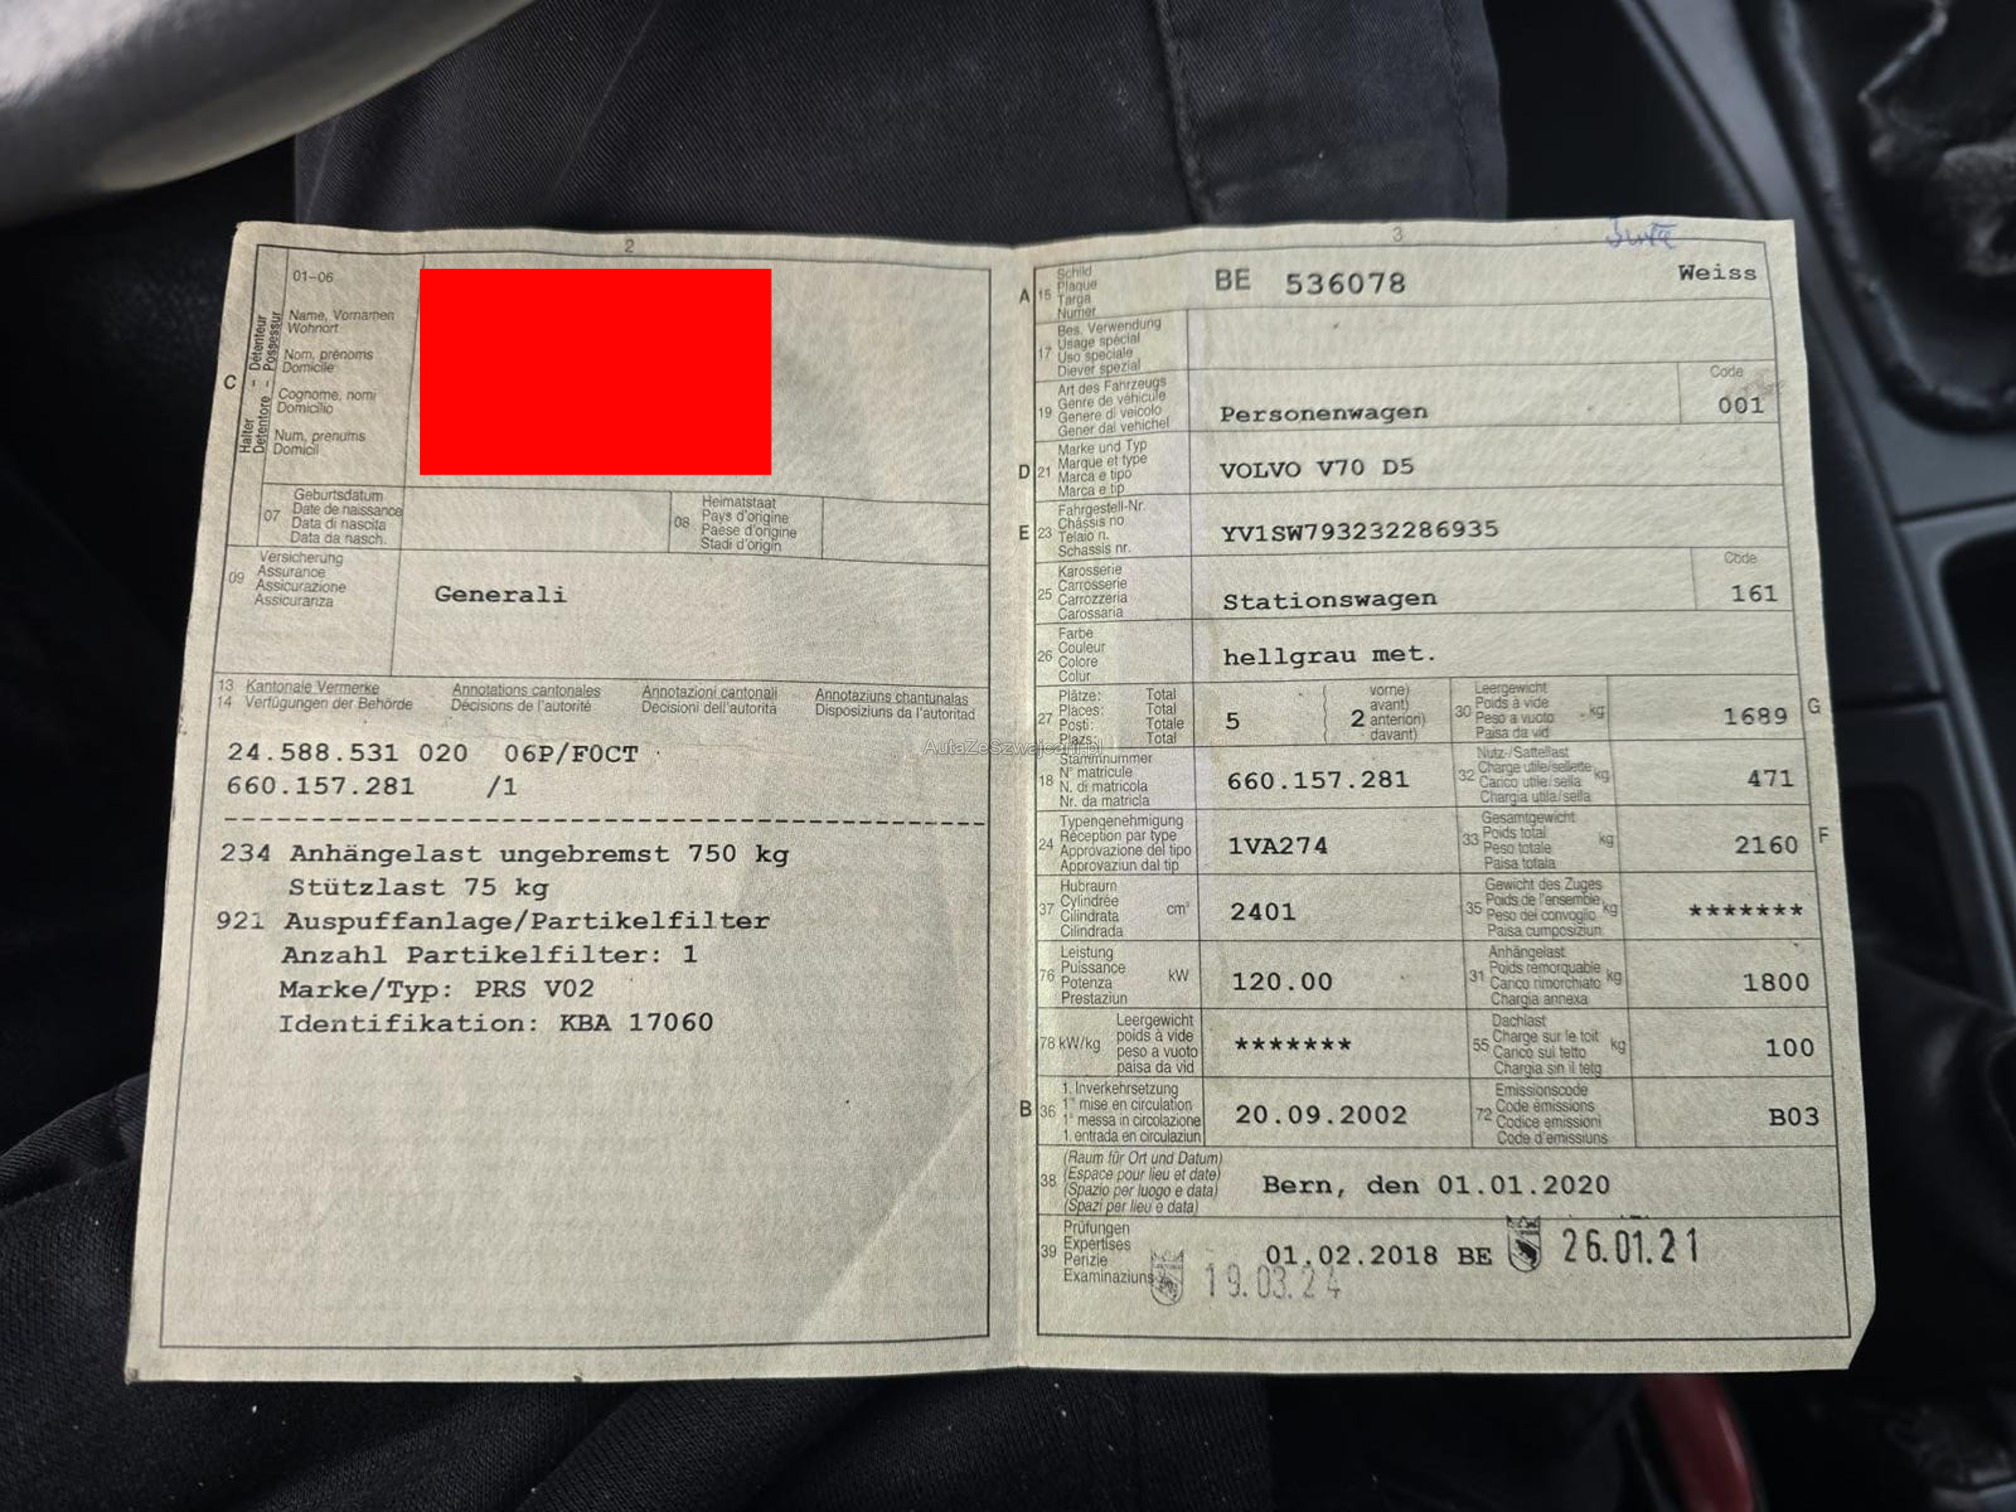 2
01-06
Name, Vornamen
Wohnort
Nom, prénoms
Domicile
Cognome, nomi
Domicilio
Num, prenums
Domicil
C
Halter - Détenteur
Detentore - Possessur
07 Geburtsdatum
Date de naissance
Data di nascita
Data da nasch.
08 Heimatstaat
Pays d'origine
Paese d'origine
Stadi d'origin
09 Versicherung
Assurance
Assicurazione
Assicuranza
Generali
13 Kantonale Vermerke Annotations cantonales Annotazioni cantonali Annotaziuns chantunalas
14 Verfügungen der Behörde Décisions de l'autorité Decisioni dell'autorità Disposiziuns da l'autoritad
24.588.531 020 06P/F0CT
660.157.281 /1
234 Anhängelast ungebremst 750 kg
Stützlast 75 kg
921 Auspuffanlage/Partikelfilter
Anzahl Partikelfilter: 1
Marke/Typ: PRS V02
Identifikation: KBA 17060
AutaZeSzwajcarii.pl
3
A 15 Schild
Plaque
Targa
Numer
BE 536078 Weiss
17 Bes. Verwendung
Usage spécial
Uso speciale
Diever spezial
19 Art des Fahrzeugs
Genre de véhicule
Genere di veicolo
Gener dal vehichel
Personenwagen
Code
001
D 21 Marke und Typ
Marque et type
Marca e tipo
Marca e tip
VOLVO V70 D5
E 23 Fahrgestell-Nr.
Châssis no
Telaio n.
Schassis nr.
YV1SW793232286935
25 Karosserie
Carrosserie
Carrozzeria
Carossaria
Stationswagen
Code
161
26 Farbe
Couleur
Colore
Colur
hellgrau met.
27 Plätze: Total
Places: Total
Posti: Totale
Plazs: Total
5
2
vorne)
avant)
anteriori)
davant)
30 Leergewicht
Poids à vide
Peso a vuoto
Paisa da vid
kg
1689
G
18 Stammnummer
N° matricule
N. di matricola
Nr. da matricla
660.157.281
32 Nutz-/Sattellast
Charge utile/sellette
Carico utile/sella
Chargia utila/sella
kg
471
24 Typengenehmigung
Réception par type
Approvazione del tipo
Approvaziun dal tip
1VA274
33 Gesamtgewicht
Poids total
Peso totale
Paisa totala
kg
2160
F
37 Hubraum
Cylindrée
Cilindrata
Cilindrada
cm³
2401
35 Gewicht des Zuges
Poids de l'ensemble
Peso del convoglio
Paisa cumposiziun
kg
*******
76 Leistung
Puissance
Potenza
Prestaziun
kW
120.00
31 Anhängelast
Poids remorquable
Carico rimorchiato
Chargia annexa
kg
1800
78 kW/kg
Leergewicht
poids à vide
peso a vuoto
paisa da vid
*******
55 Dachlast
Charge sur le toit
Carico sul tetto
Chargia sin il tetg
kg
100
B 36 1. Inverkehrsetzung
1re mise en circulation
1a messa in circolazione
1. entrada en circulaziun
20.09.2002
72 Emissionscode
Code émissions
Codice emissioni
Code d'emissiuns
B03
38 (Raum für Ort und Datum)
(Espace pour lieu et date)
(Spazio per luogo e data)
(Spazi per lieu e data)
Bern, den 01.01.2020
39 Prüfungen
Expertises
Perizie
Examinaziuns
01.02.2018 BE 26.01.21
19.03.24